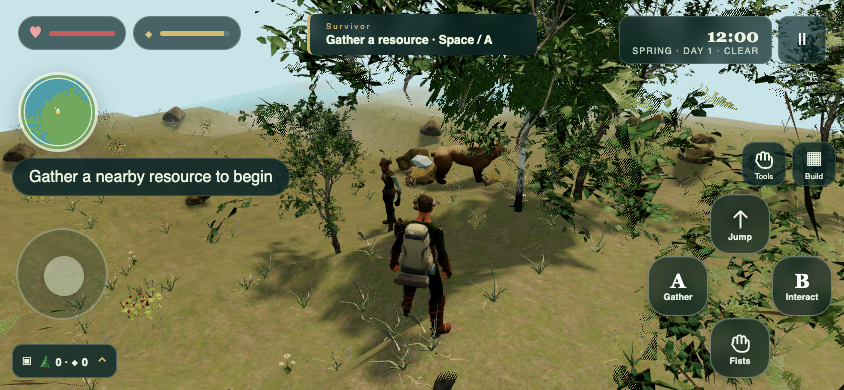 Survivor
Gather a resource · Space / A
12:00
SPRING · DAY 1 · CLEAR
Gather a nearby resource to begin
Tools
Build
Jump
A
Gather
B
Interact
Fists
0 · ◆ 0